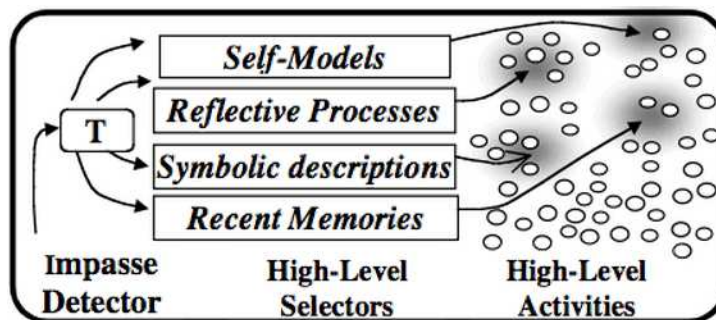 Self-Models
T
Reflective Processes
Symbolic descriptions
Recent Memories
Impasse
Detector
High-Level
Selectors
High-Level
Activities